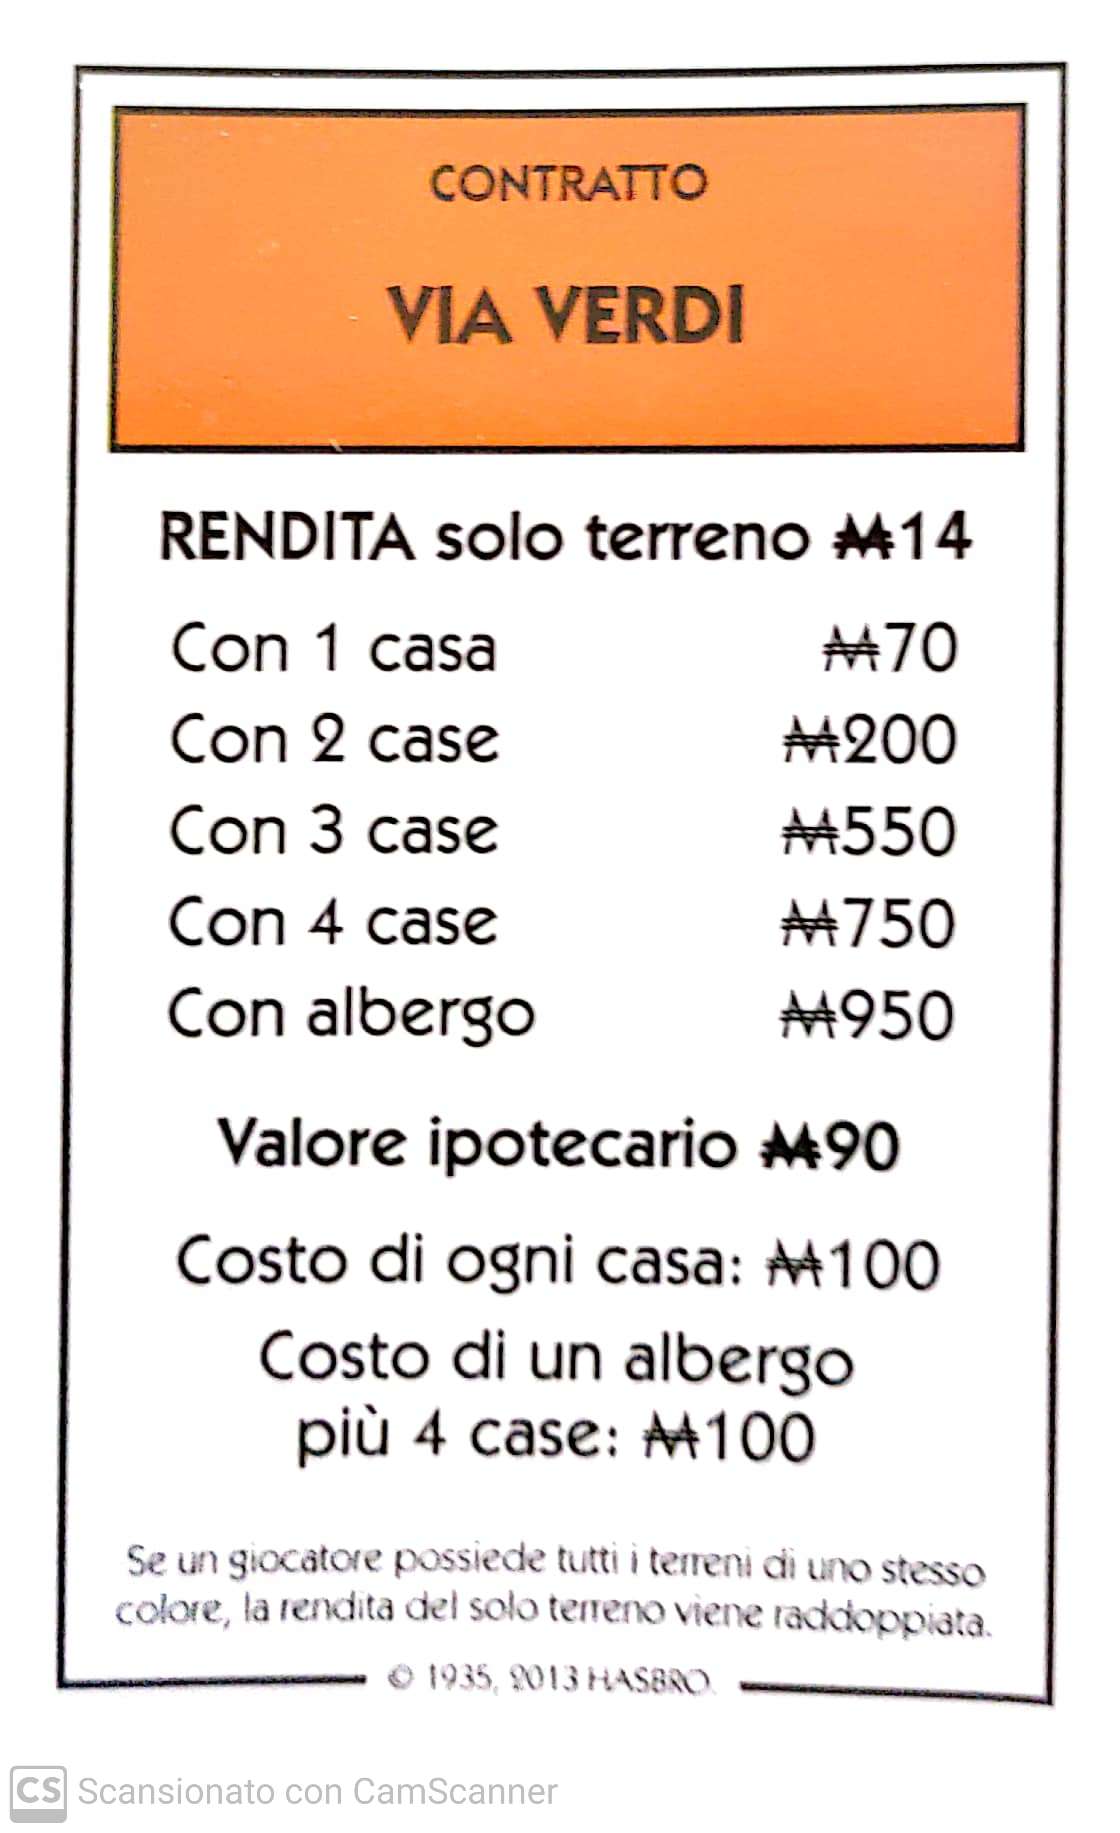 CONTRATTO
VIA VERDI
RENDITA solo terreno ₩14
Con 1 casa ₩70
Con 2 case ₩200
Con 3 case ₩550
Con 4 case ₩750
Con albergo ₩950
Valore ipotecario ₩90
Costo di ogni casa: ₩100
Costo di un albergo
più 4 case: ₩100
Se un giocatore possiede tutti i terreni di uno stesso
colore, la rendita del solo terreno viene raddoppiata.
© 1935, 2013 HASBRO.
CS Scansionato con CamScanner